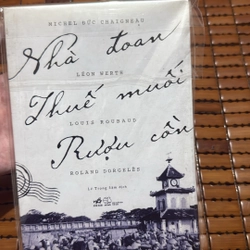 MICHEL ĐỨC CHAIGNEAU
Nhà đoan
LÉON WERTH
Thuế muối
LOUIS ROUBAUD
Rượu cồn
ROLAND DORGELÈS